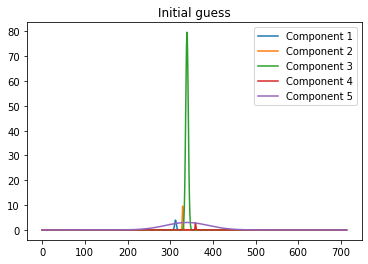 Initial guess
Component 1
Component 2
Component 3
Component 4
Component 5
80
70
60
50
40
30
20
10
0
0 100 200 300 400 500 600 700